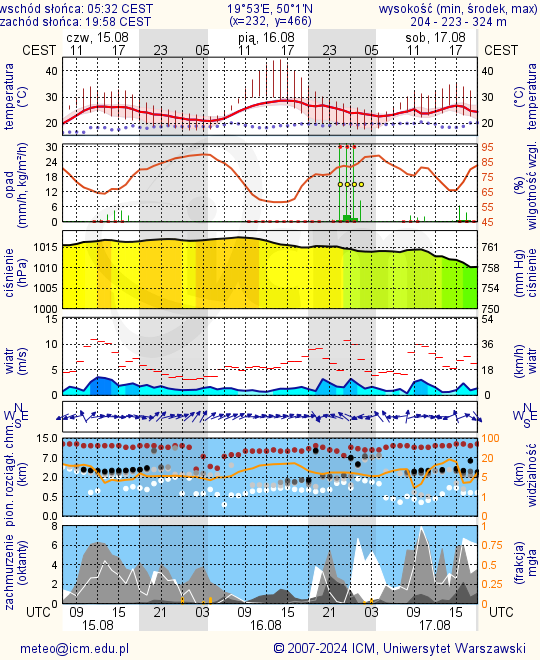 wschód słońca: 05:32 CEST 19°53'E, 50°1'N wysokość (min, środek, max)
zachód słońca: 19:58 CEST (x=232, y=466) 204 - 223 - 324 m
czw, 15.08 pią, 16.08 sob, 17.08
CEST 11 17 23 05 11 17 23 05 11 17 CEST
temperatura (°C) 40 30 20 40 30 20 (°C) temperatura
opad (mm/h, kg/m²/h) 30 24 18 12 6 0 95 85 75 65 55 45 (%) wilgotność wzgl.
ciśnienie (hPa) 1015 1010 1005 1000 761 758 754 750 (mm Hg) ciśnienie
wiatr (m/s) 15 10 5 0 54 36 18 0 (km/h) wiatr
N W E S N W E S
pion. rozciągł. chm. (km) 15.0 7.0 2.0 0.5 0.0 100 20 5 1 0 (km) widzialność
zachmurzenie (oktanty) 8 6 4 2 0 1 0.75 0.5 0.25 0 (frakcja) mgła
UTC 09 15 21 03 09 15 21 03 09 15 UTC
15.08 16.08 17.08
meteo@icm.edu.pl © 2007-2024 ICM, Uniwersytet Warszawski